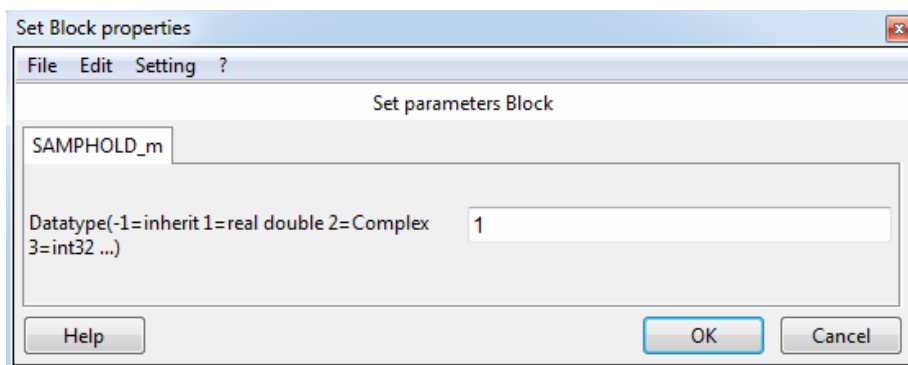 Set Block properties
File Edit Setting ?
Set parameters Block
SAMPHOLD_m
Datatype(-1=inherit 1=real double 2=Complex
3=int32 ...)
1
Help
OK
Cancel